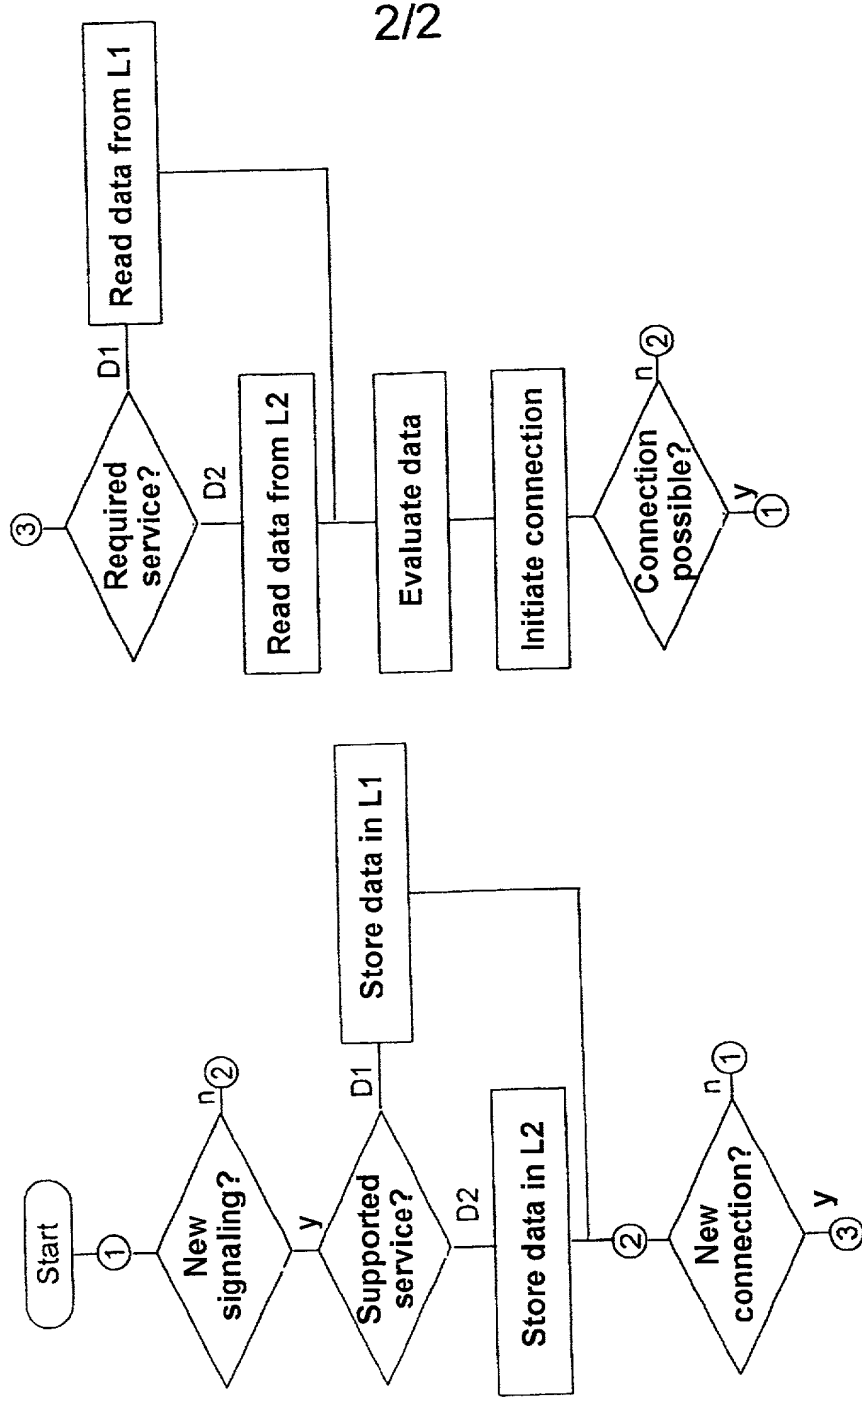 2/2
Start
1
New
signaling?
n
2
y
Supported
service?
D1
Store data in L1
D2
Store data in L2
2
New
connection?
n
1
y
3
3
Required
service?
D1
Read data from L1
D2
Read data from L2
Evaluate data
Initiate connection
Connection
possible?
n
2
y
1